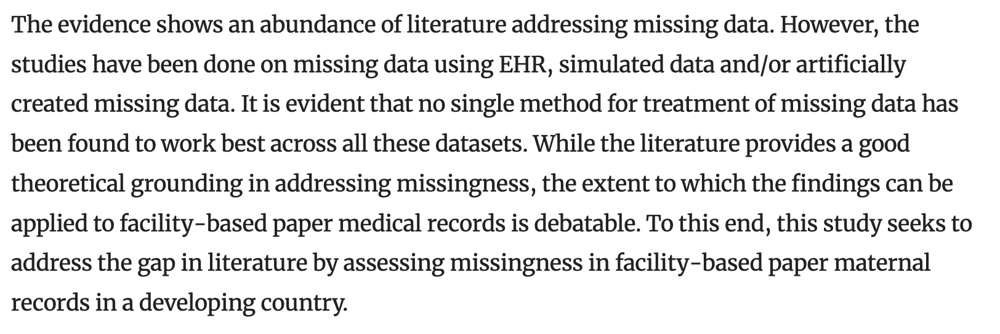 The evidence shows an abundance of literature addressing missing data. However, the
studies have been done on missing data using EHR, simulated data and/or artificially
created missing data. It is evident that no single method for treatment of missing data has
been found to work best across all these datasets. While the literature provides a good
theoretical grounding in addressing missingness, the extent to which the findings can be
applied to facility-based paper medical records is debatable. To this end, this study seeks to
address the gap in literature by assessing missingness in facility-based paper maternal
records in a developing country.